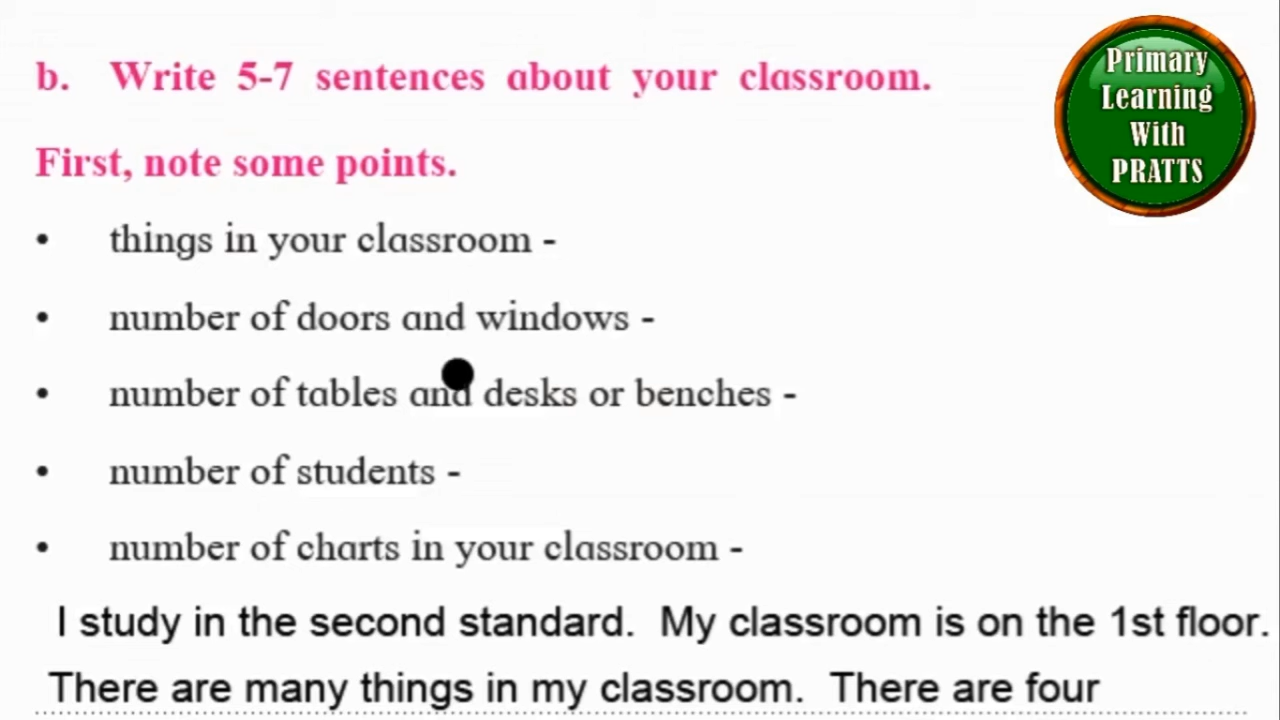 b. Write 5-7 sentences about your classroom.
Primary
Learning
With
PRATTS
First, note some points.
• things in your classroom -
• number of doors and windows -
• number of tables and desks or benches -
• number of students -
• number of charts in your classroom -
I study in the second standard. My classroom is on the 1st floor.
There are many things in my classroom. There are four